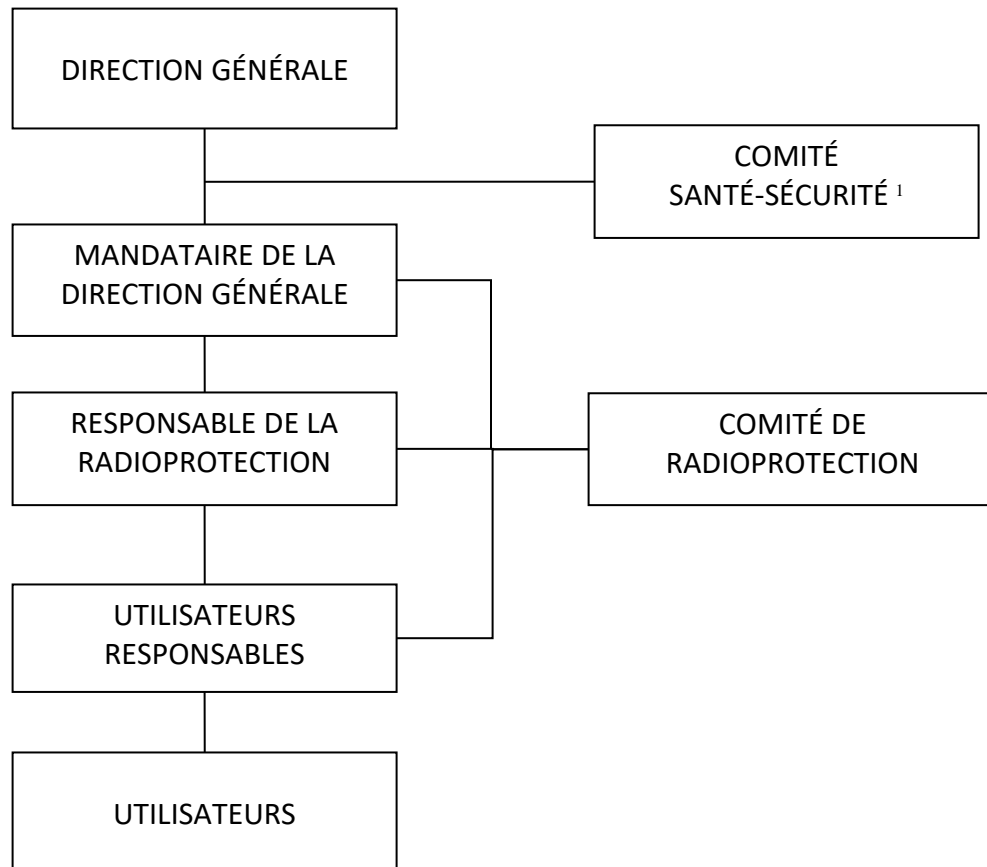 DIRECTION GÉNÉRALE
COMITÉ
SANTÉ-SÉCURITÉ ¹
MANDATAIRE DE LA
DIRECTION GÉNÉRALE
RESPONSABLE DE LA
RADIOPROTECTION
COMITÉ DE
RADIOPROTECTION
UTILISATEURS
RESPONSABLES
UTILISATEURS